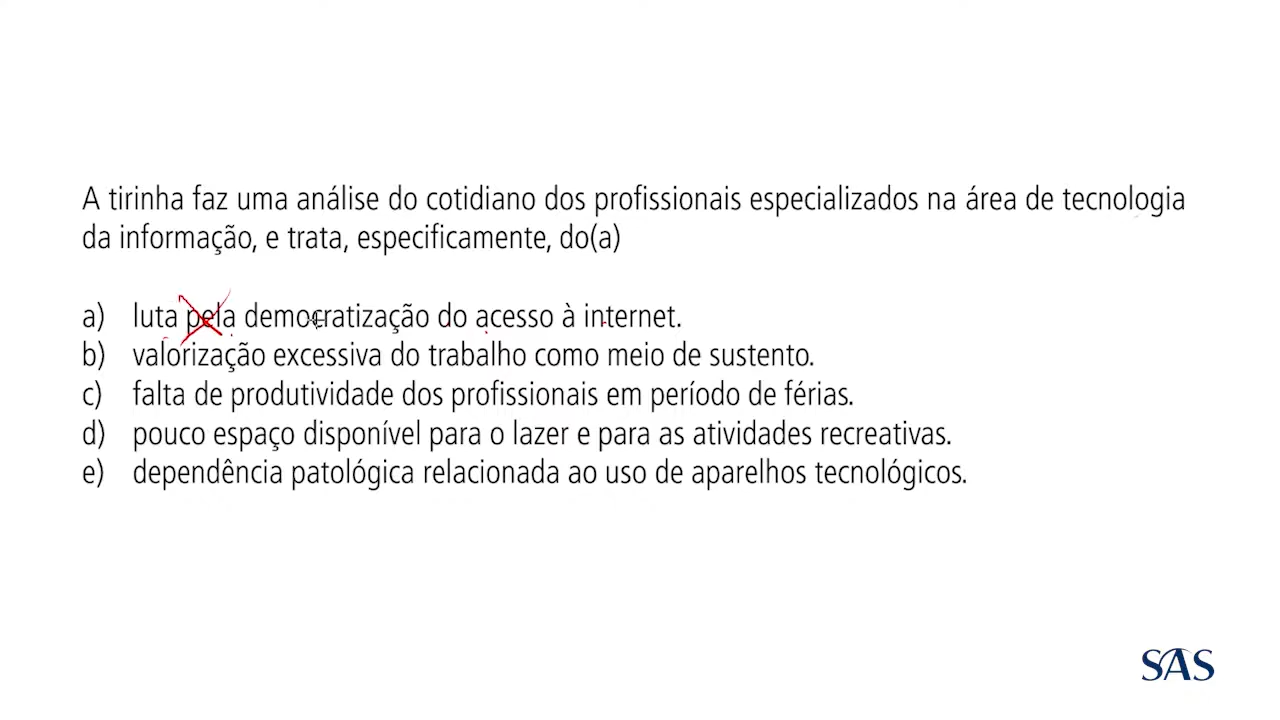 A tirinha faz uma análise do cotidiano dos profissionais especializados na área de tecnologia
da informação, e trata, especificamente, do(a)
a) luta pela democratização do acesso à internet.
b) valorização excessiva do trabalho como meio de sustento.
c) falta de produtividade dos profissionais em período de férias.
d) pouco espaço disponível para o lazer e para as atividades recreativas.
e) dependência patológica relacionada ao uso de aparelhos tecnológicos.
SAS